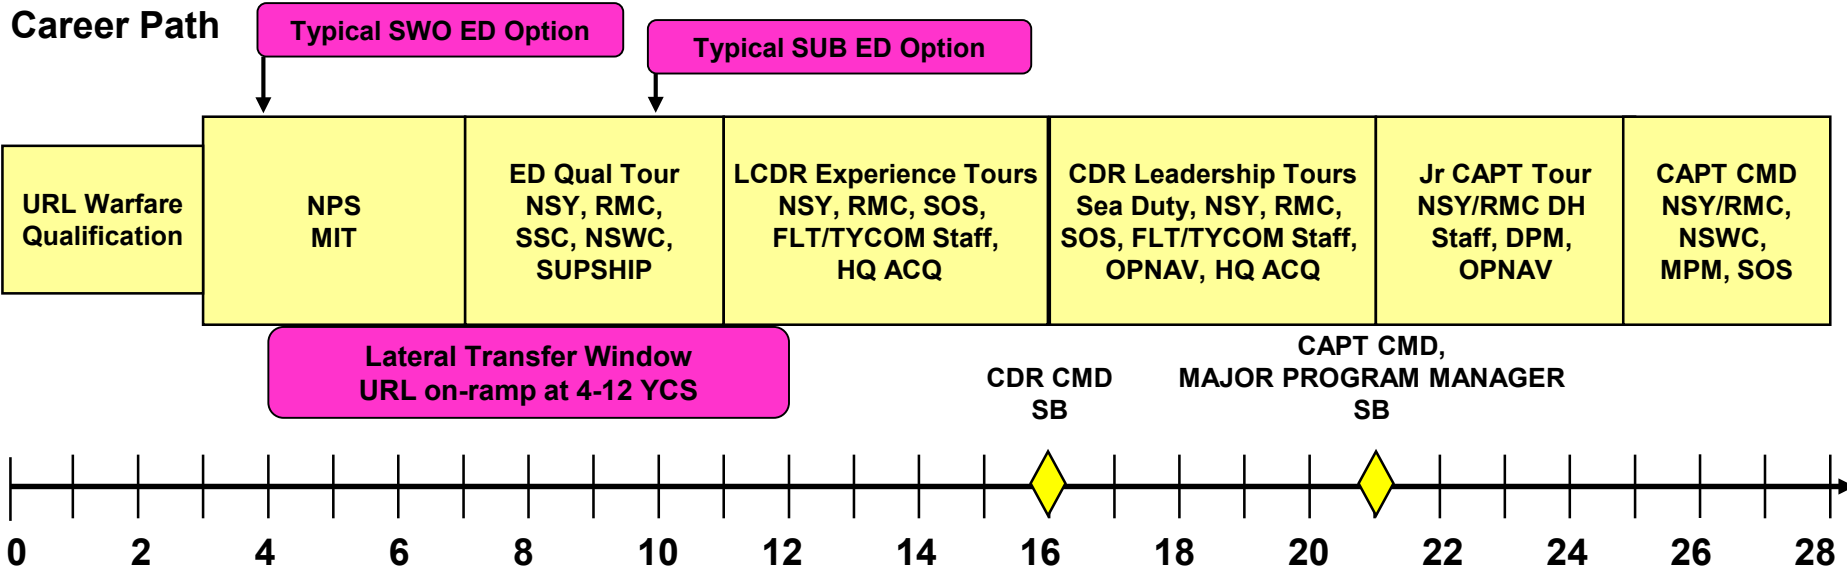 Career Path
Typical SWO ED Option
Typical SUB ED Option
URL Warfare
Qualification
NPS
MIT
ED Qual Tour
NSY, RMC,
SSC, NSWC,
SUPSHIP
LCDR Experience Tours
NSY, RMC, SOS,
FLT/TYCOM Staff,
HQ ACQ
CDR Leadership Tours
Sea Duty, NSY, RMC,
SOS, FLT/TYCOM Staff,
OPNAV, HQ ACQ
Jr CAPT Tour
NSY/RMC DH
Staff, DPM,
OPNAV
CAPT CMD
NSY/RMC,
NSWC,
MPM, SOS
Lateral Transfer Window
URL on-ramp at 4-12 YCS
CDR CMD
SB
CAPT CMD,
MAJOR PROGRAM MANAGER
SB
0 2 4 6 8 10 12 14 16 18 20 22 24 26 28